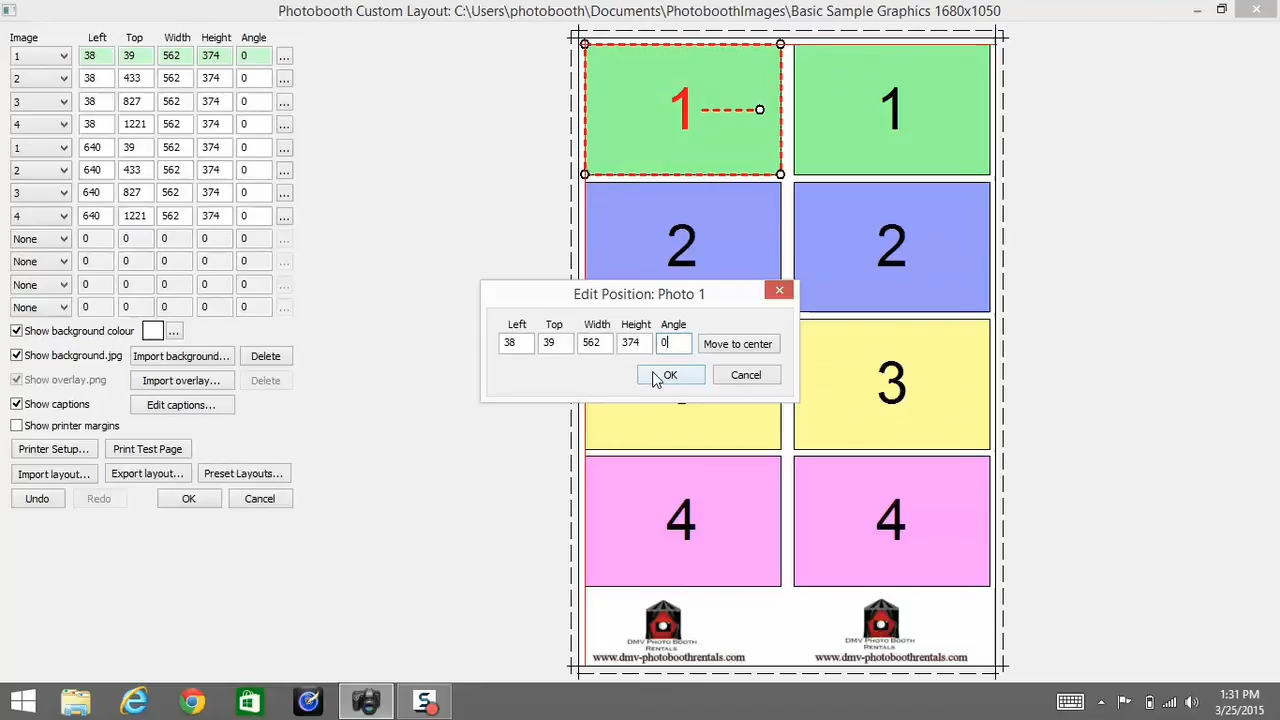 Photobooth Custom Layout: C:\Users\photobooth\Documents\PhotoboothImages\Basic Sample Graphics 1680x1050
Image Left Top Width Height Angle
1 38 39 562 374 0 ...
2 38 433 562 374 0 ...
3 38 827 562 374 0 ...
4 38 1221 562 374 0 ...
1 640 39 562 374 0 ...
2 640 433 562 374 0 ...
3 640 827 562 374 0 ...
4 640 1221 562 374 0 ...
None 0 0 0 0 0 ...
None 0 0 0 0 0 ...
None 0 0 0 0 0 ...
None 0 0 0 0 0 ...
Show background colour ...
Show background.jpg Import background... Delete
Show overlay.png Import overlay... Delete
Show captions Edit captions...
Show printer margins
Printer Setup... Print Test Page
Import layout... Export layout... Preset Layouts...
Undo Redo OK Cancel
1 1
2 2
Edit Position: Photo 1
Left Top Width Height Angle
38 39 562 374 0 Move to center
OK Cancel
3
4 4
DMV Photo Booth Rentals
www.dmv-photoboothrentals.com
DMV Photo Booth Rentals
www.dmv-photoboothrentals.com
S
1:31 PM
3/25/2015